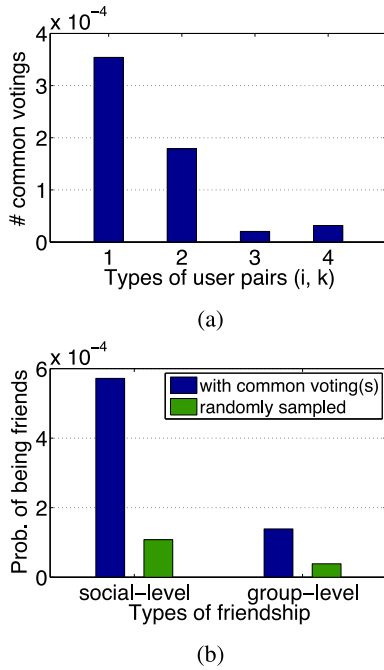 x 10⁻⁴
4
3
2
1
0
# common votings
1 2 3 4
Types of user pairs (i, k)
(a)
x 10⁻⁴
6
4
2
0
Prob. of being friends
with common voting(s)
randomly sampled
social−level group−level
Types of friendship
(b)